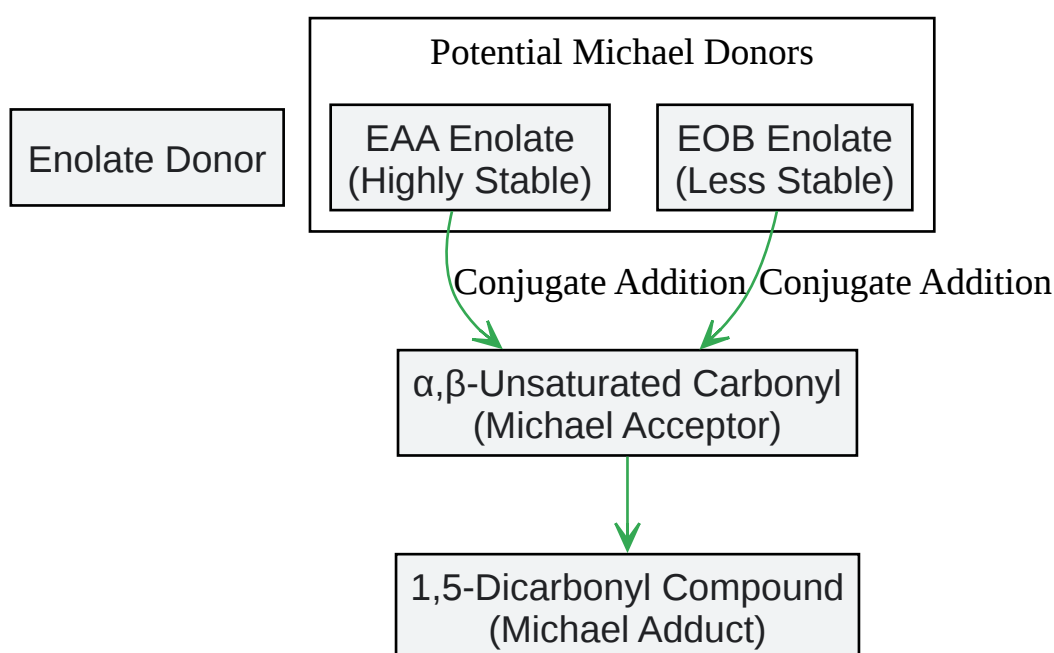 Potential Michael Donors
Enolate Donor
EAA Enolate
(Highly Stable)
EOB Enolate
(Less Stable)
Conjugate Addition
Conjugate Addition
α,β-Unsaturated Carbonyl
(Michael Acceptor)
1,5-Dicarbonyl Compound
(Michael Adduct)